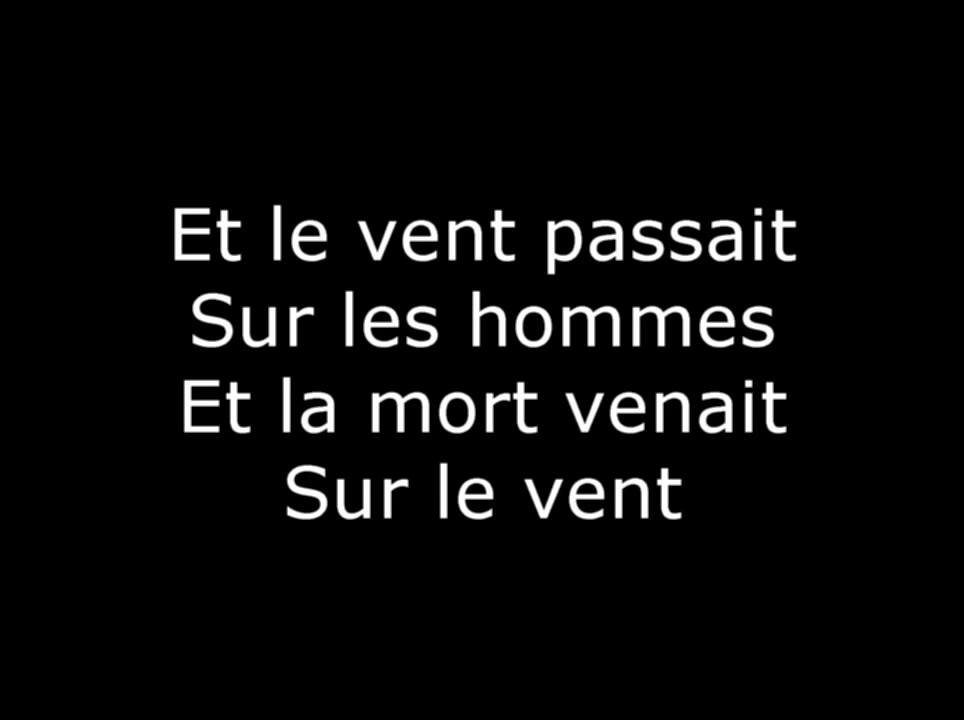 Et le vent passait
Sur les hommes
Et la mort venait
Sur le vent